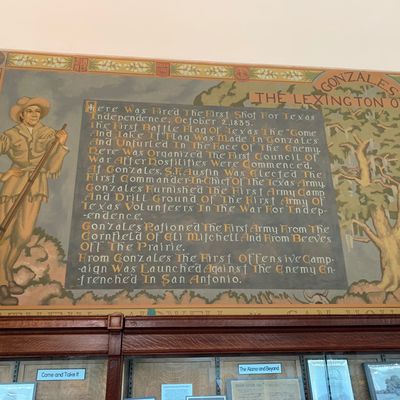 GONZALES
THE LEXINGTON O
Here Was Fired The First Shot For Texas
Independence, October 2, 1835.
The First Battle Flag Of Texas The "Come
And Take It" Flag Was Made In Gonzales
And Unfurled In The Face Of The Enemy.
Here Was Organized The First Council Of
War After Hostilities Were Commenced.
At Gonzales, S.F. Austin Was Elected The
First Commander-In-Chief Of The Texas Army.
Gonzales Furnished The First Army Camp
And Drill Ground Of The First Army Of
Texas Volunteers In The War For Indep-
-endence.
Gonzales Rationed The First Army From The
Cornfield Of Eli Mitchell And From Beeves
Off The Prairie.
From Gonzales The First Offensive Camp-
aign Was Launched Against The Enemy En-
trenched In San Antonio.
Come and Take It
The Alamo and Beyond